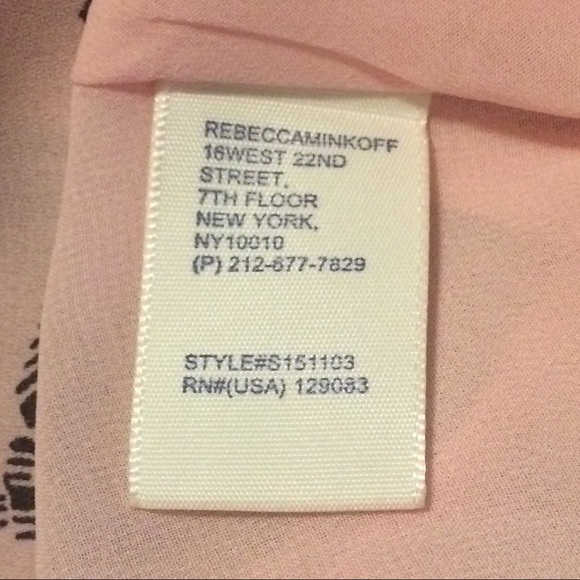 REBECCAMINKOFF
16WEST 22ND
STREET,
7TH FLOOR
NEW YORK,
NY10010
(P) 212-677-7829
STYLE#S151103
RN#(USA) 129083